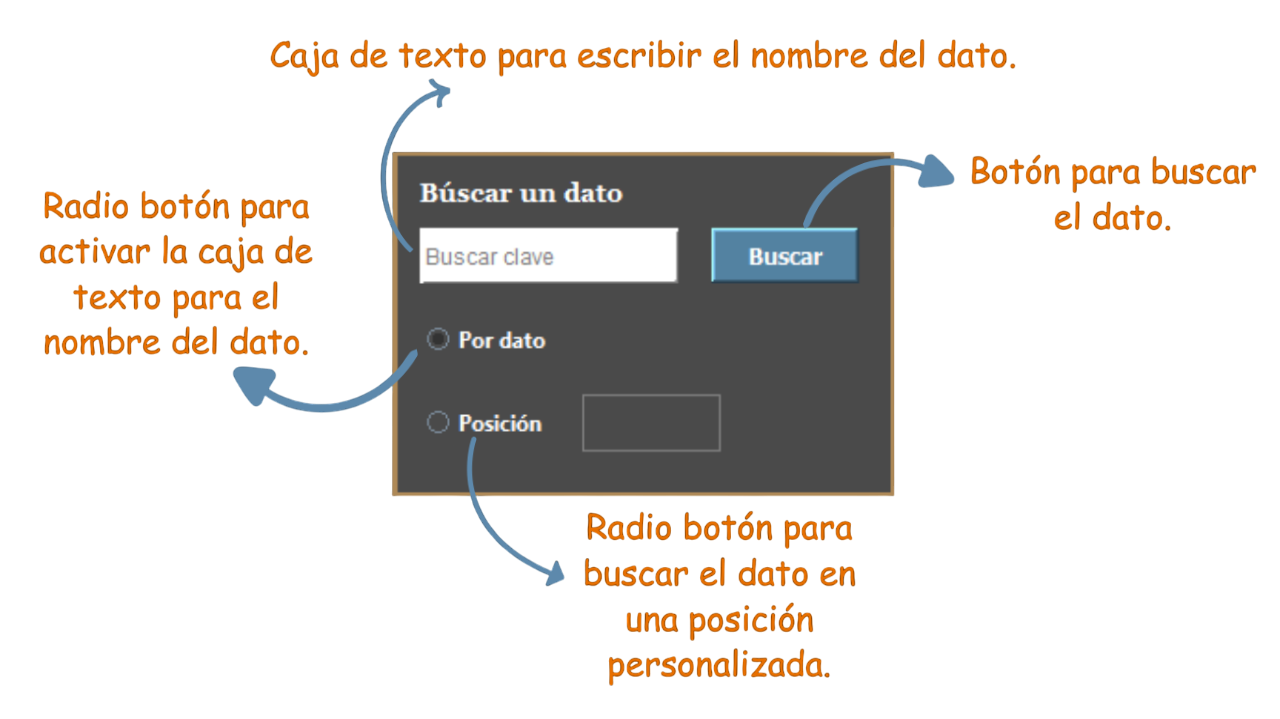 Caja de texto para escribir el nombre del dato.
Botón para buscar
el dato.
Radio botón para
activar la caja de
texto para el
nombre del dato.
Búscar un dato
Buscar clave
Buscar
Por dato
Posición
Radio botón para
buscar el dato en
una posición
personalizada.